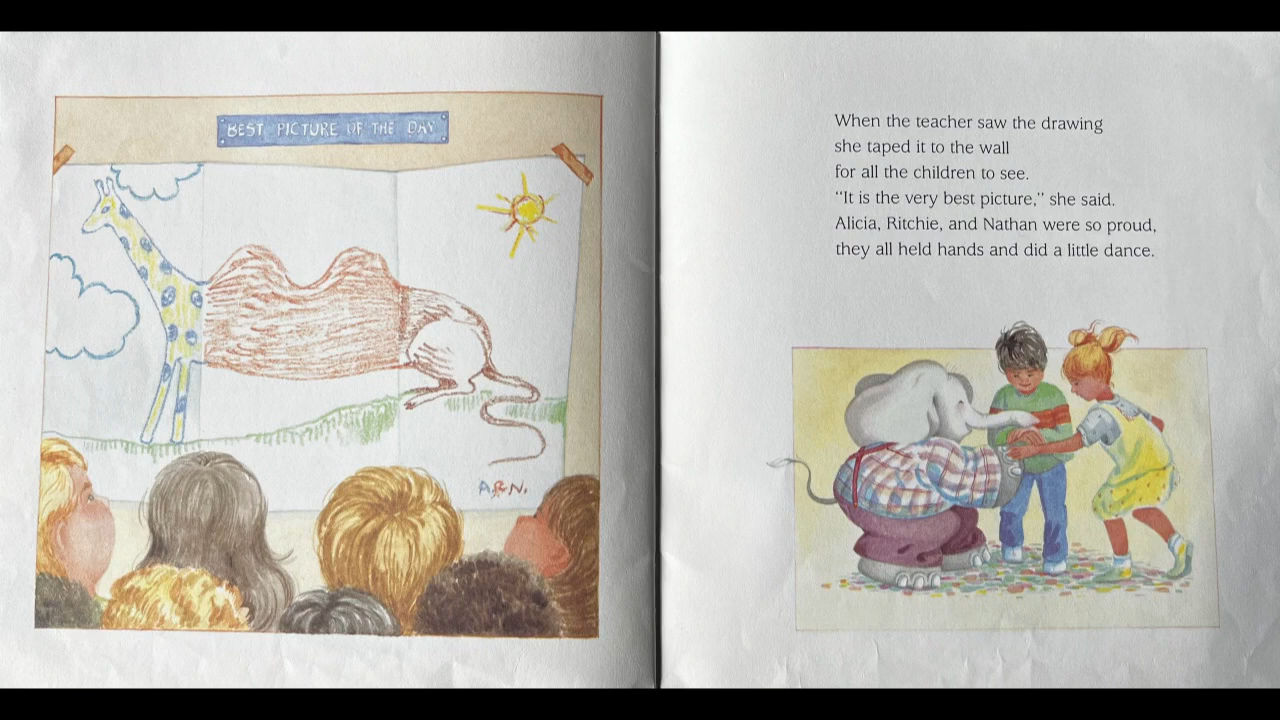 BEST PICTURE OF THE DAY
A.R.N.
When the teacher saw the drawing
she taped it to the wall
for all the children to see.
“It is the very best picture,” she said.
Alicia, Ritchie, and Nathan were so proud,
they all held hands and did a little dance.